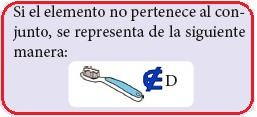 Si el elemento no pertenece al con-
junto, se representa de la siguiente
manera:
∉ D